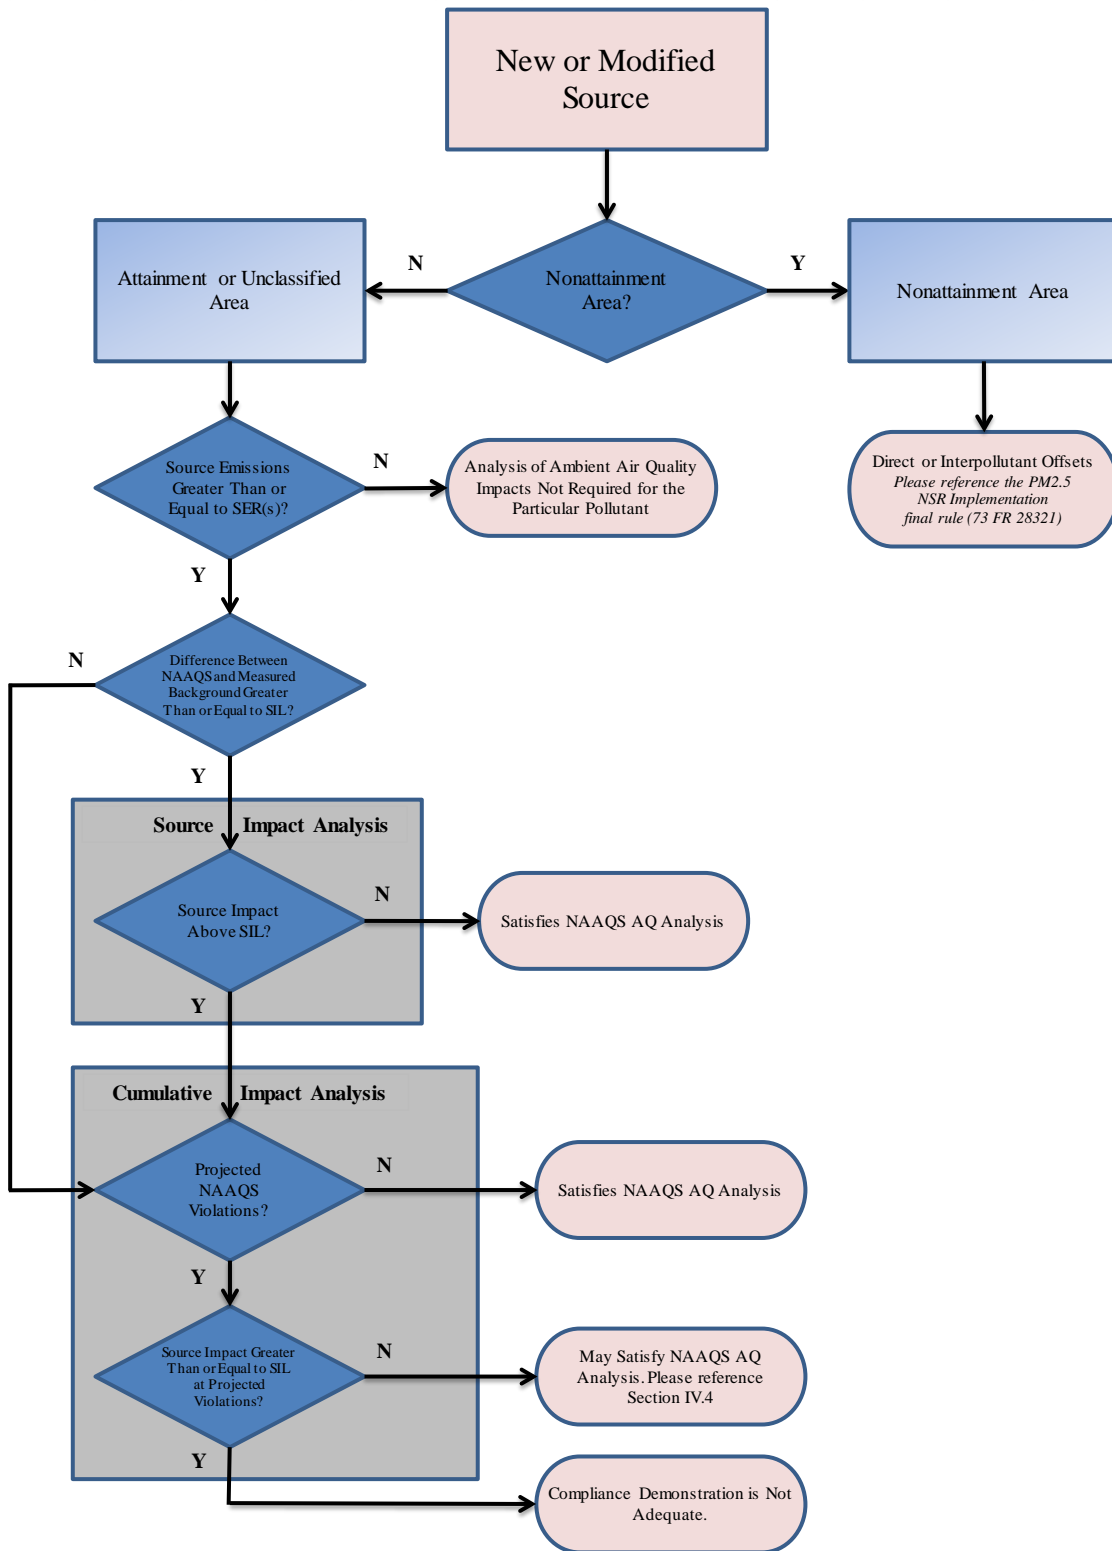 New or Modified
Source
N
Y
Attainment or Unclassified
Area
Nonattainment
Area?
Nonattainment Area
Source Emissions
Greater Than or
Equal to SER(s)?
N
Analysis of Ambient Air Quality
Impacts Not Required for the
Particular Pollutant
Direct or Interpollutant Offsets
Please reference the PM2.5
NSR Implementation
final rule (73 FR 28321)
Y
N
Difference Between
NAAQS and Measured
Background Greater
Than or Equal to SIL?
Y
Source Impact Analysis
Source Impact
Above SIL?
N
Satisfies NAAQS AQ Analysis
Y
Cumulative Impact Analysis
Projected
NAAQS
Violations?
N
Satisfies NAAQS AQ Analysis
Y
Source Impact Greater
Than or Equal to SIL
at Projected
Violations?
N
May Satisfy NAAQS AQ
Analysis. Please reference
Section IV.4
Y
Compliance Demonstration is Not
Adequate.